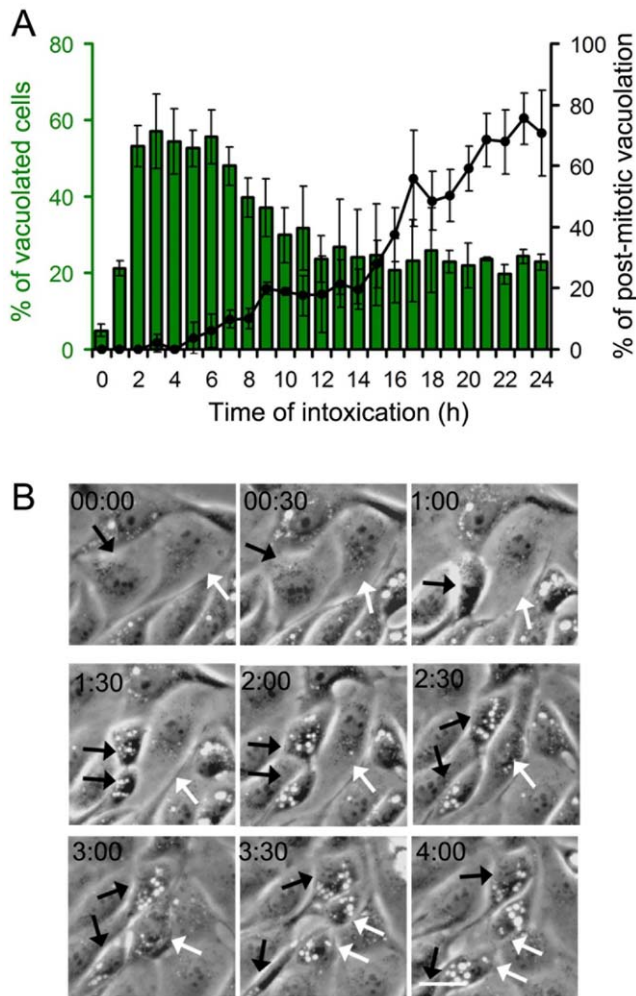 A
% of vacuolated cells
% of post-mitotic vacuolation
80
60
40
20
0
100
80
60
40
20
0
0 2 4 6 8 10 12 14 16 18 20 22 24
Time of intoxication (h)
B
00:00 00:30 1:00
1:30 2:00 2:30
3:00 3:30 4:00